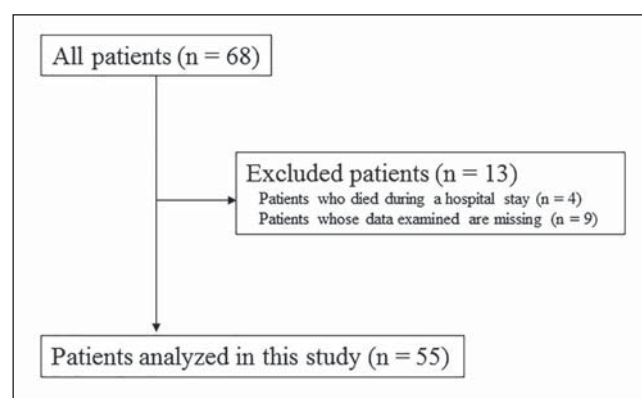 All patients (n = 68)
Excluded patients (n = 13)
Patients who died during a hospital stay (n = 4)
Patients whose data examined are missing (n = 9)
Patients analyzed in this study (n = 55)